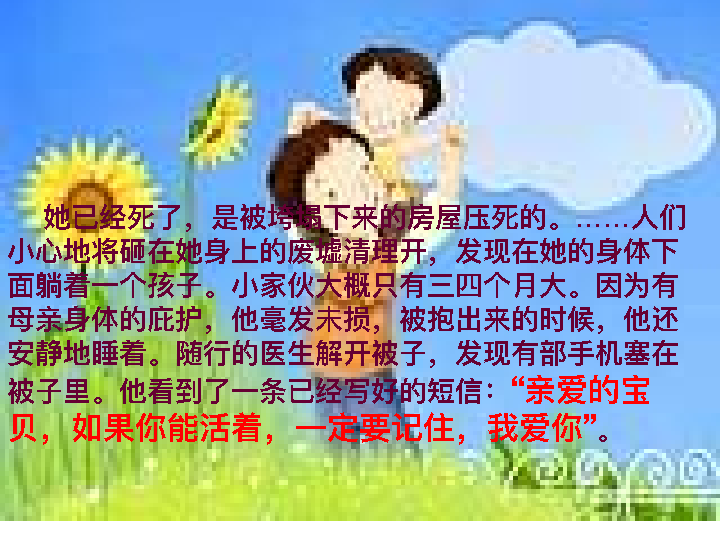 她已经死了，是被垮塌下来的房屋压死的。……人们
小心地将砸在她身上的废墟清理开，发现在她的身体下
面躺着一个孩子。小家伙大概只有三四个月大。因为有
母亲身体的庇护，他毫发未损，被抱出来的时候，他还
安静地睡着。随行的医生解开被子，发现有部手机塞在
被子里。他看到了一条已经写好的短信：“亲爱的宝
贝，如果你能活着，一定要记住，我爱你”。